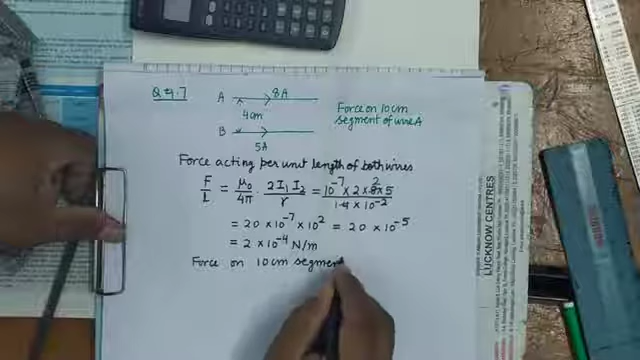 Q 4.7
A 8A
4cm
B
5A
Force on 10cm
segment of wire A
Force acting per unit length of both wires
F/L = μ₀/4π · 2I₁I₂/r = 10⁻⁷ × 2 × 8 × 5 / 4 × 10⁻²
= 20 × 10⁻⁷ × 10² = 20 × 10⁻⁵
= 2 × 10⁻⁴ N/m
Force on 10cm segmen
LUCKNOW CENTRES